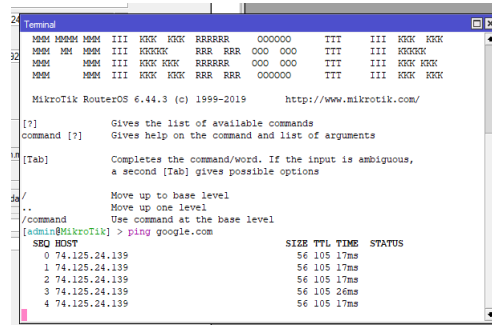 Terminal
MMM MMMM MMM III KKK KKK RRRRRR OOOOOO TTT III KKK KKK
MMM MM MMM III KKKKK RRR RRR OOO OOO TTT III KKKKK
MMM MMM III KKK KKK RRRRRR OOO OOO TTT III KKK KKK
MMM MMM III KKK KKK RRR RRR OOOOOO TTT III KKK KKK
MikroTik RouterOS 6.44.3 (c) 1999-2019 http://www.mikrotik.com/
[?] Gives the list of available commands
command [?] Gives help on the command and list of arguments
[Tab] Completes the command/word. If the input is ambiguous,
a second [Tab] gives possible options
/ Move up to base level
.. Move up one level
/command Use command at the base level
[admin@MikroTik] > ping google.com
SEQ HOST SIZE TTL TIME STATUS
0 74.125.24.139 56 105 17ms
1 74.125.24.139 56 105 17ms
2 74.125.24.139 56 105 17ms
3 74.125.24.139 56 105 26ms
4 74.125.24.139 56 105 17ms